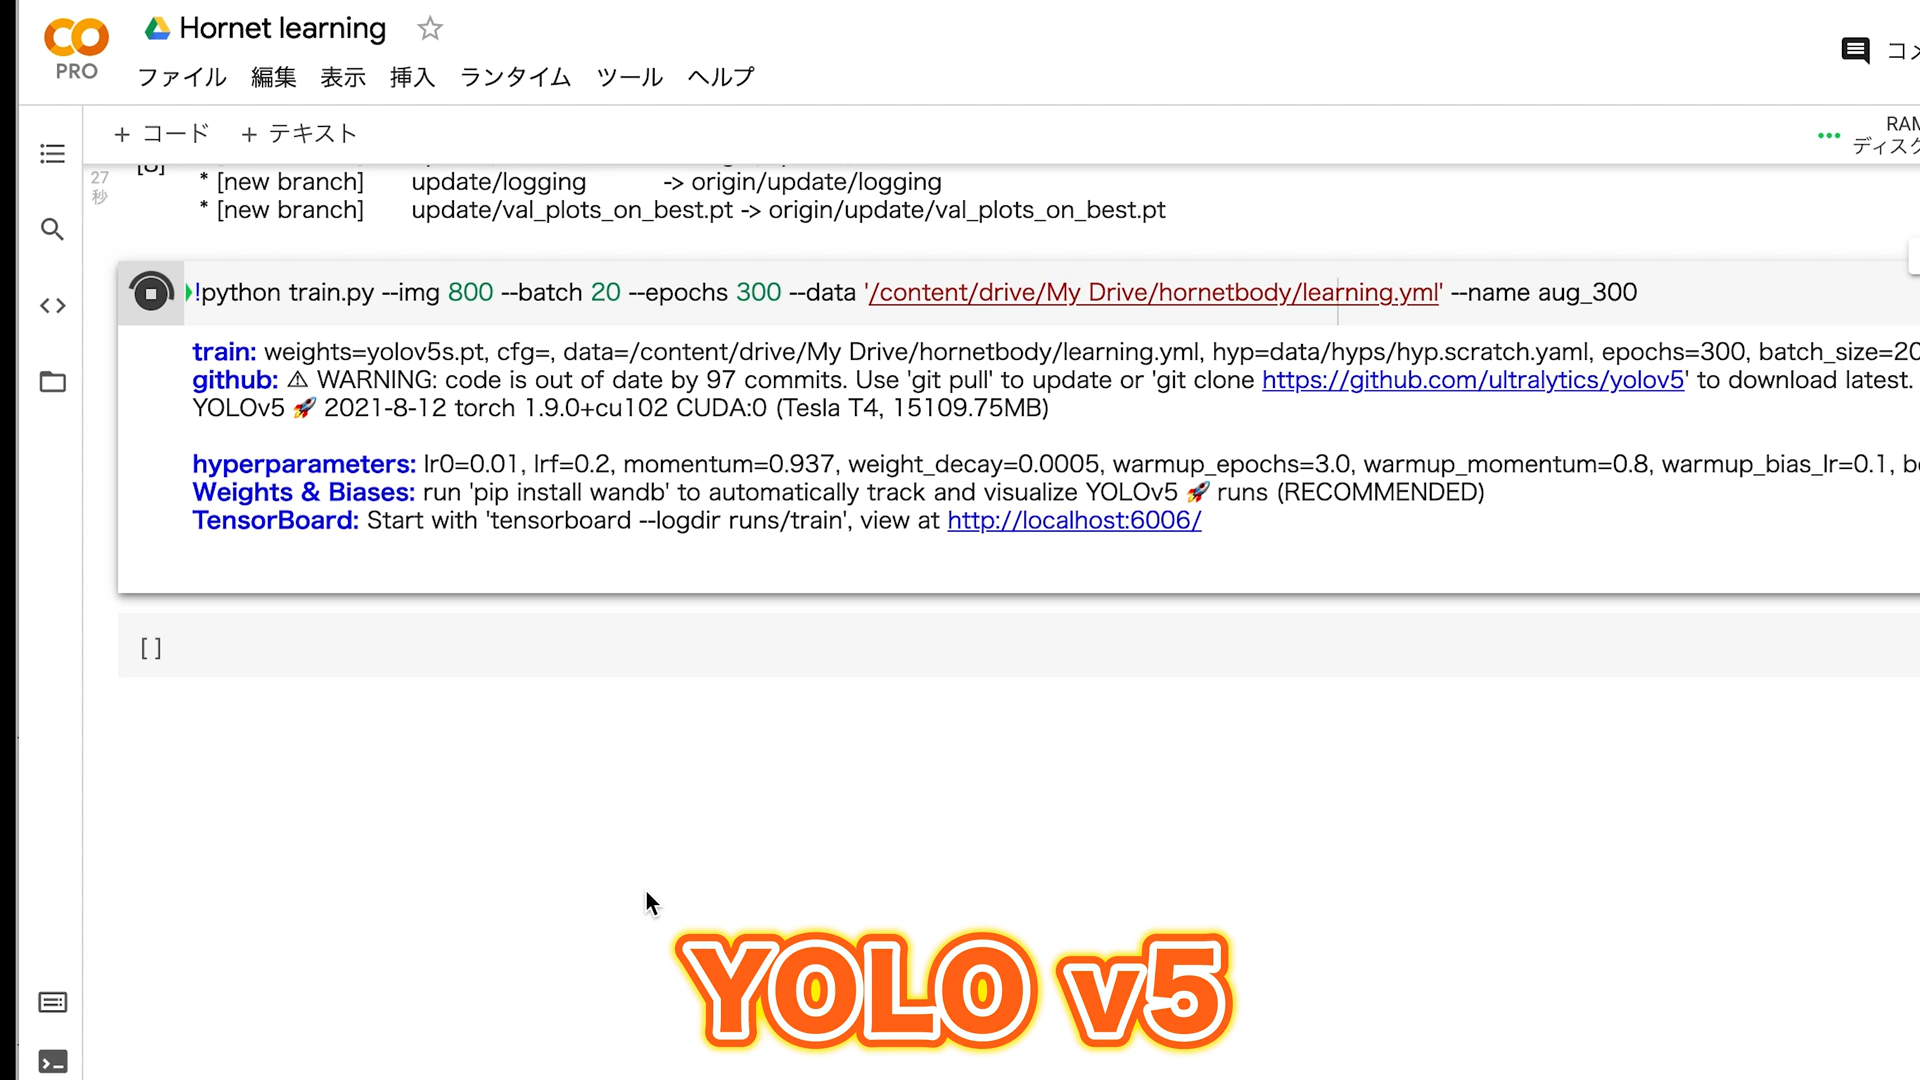 CO
PRO
Hornet learning
ファイル 編集 表示 挿入 ランタイム ツール ヘルプ
+ コード + テキスト
RAM
ディスク
27
秒
* [new branch] update/logging -> origin/update/logging
* [new branch] update/val_plots_on_best.pt -> origin/update/val_plots_on_best.pt
!python train.py --img 800 --batch 20 --epochs 300 --data '/content/drive/My Drive/hornetbody/learning.yml' --name aug_300
train: weights=yolov5s.pt, cfg=, data=/content/drive/My Drive/hornetbody/learning.yml, hyp=data/hyps/hyp.scratch.yaml, epochs=300, batch_size=20
github: ⚠ WARNING: code is out of date by 97 commits. Use 'git pull' to update or 'git clone https://github.com/ultralytics/yolov5' to download latest.
YOLOv5 🚀 2021-8-12 torch 1.9.0+cu102 CUDA:0 (Tesla T4, 15109.75MB)
hyperparameters: lr0=0.01, lrf=0.2, momentum=0.937, weight_decay=0.0005, warmup_epochs=3.0, warmup_momentum=0.8, warmup_bias_lr=0.1,
Weights & Biases: run 'pip install wandb' to automatically track and visualize YOLOv5 🚀 runs (RECOMMENDED)
TensorBoard: Start with 'tensorboard --logdir runs/train', view at http://localhost:6006/
[ ]
YOLO v5